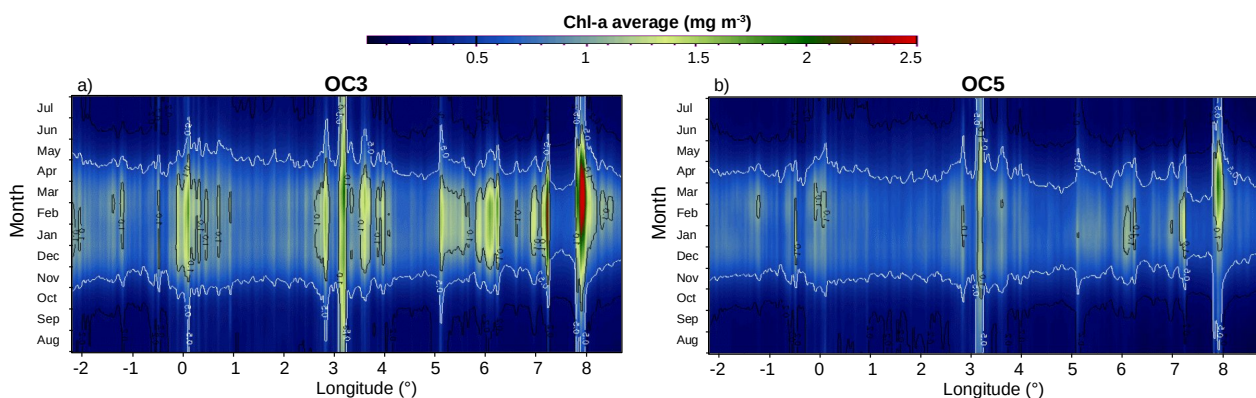 Chl-a average (mg m-3)
0.5 1 1.5 2 2.5
a) OC3
b) OC5
Month
Jul
Jun
May
Apr
Mar
Feb
Jan
Dec
Nov
Oct
Sep
Aug
-2 -1 0 1 2 3 4 5 6 7 8
Longitude (°)
Jul
Jun
May
Apr
Mar
Feb
Jan
Dec
Nov
Oct
Sep
Aug
-2 -1 0 1 2 3 4 5 6 7 8
Longitude (°)
Month